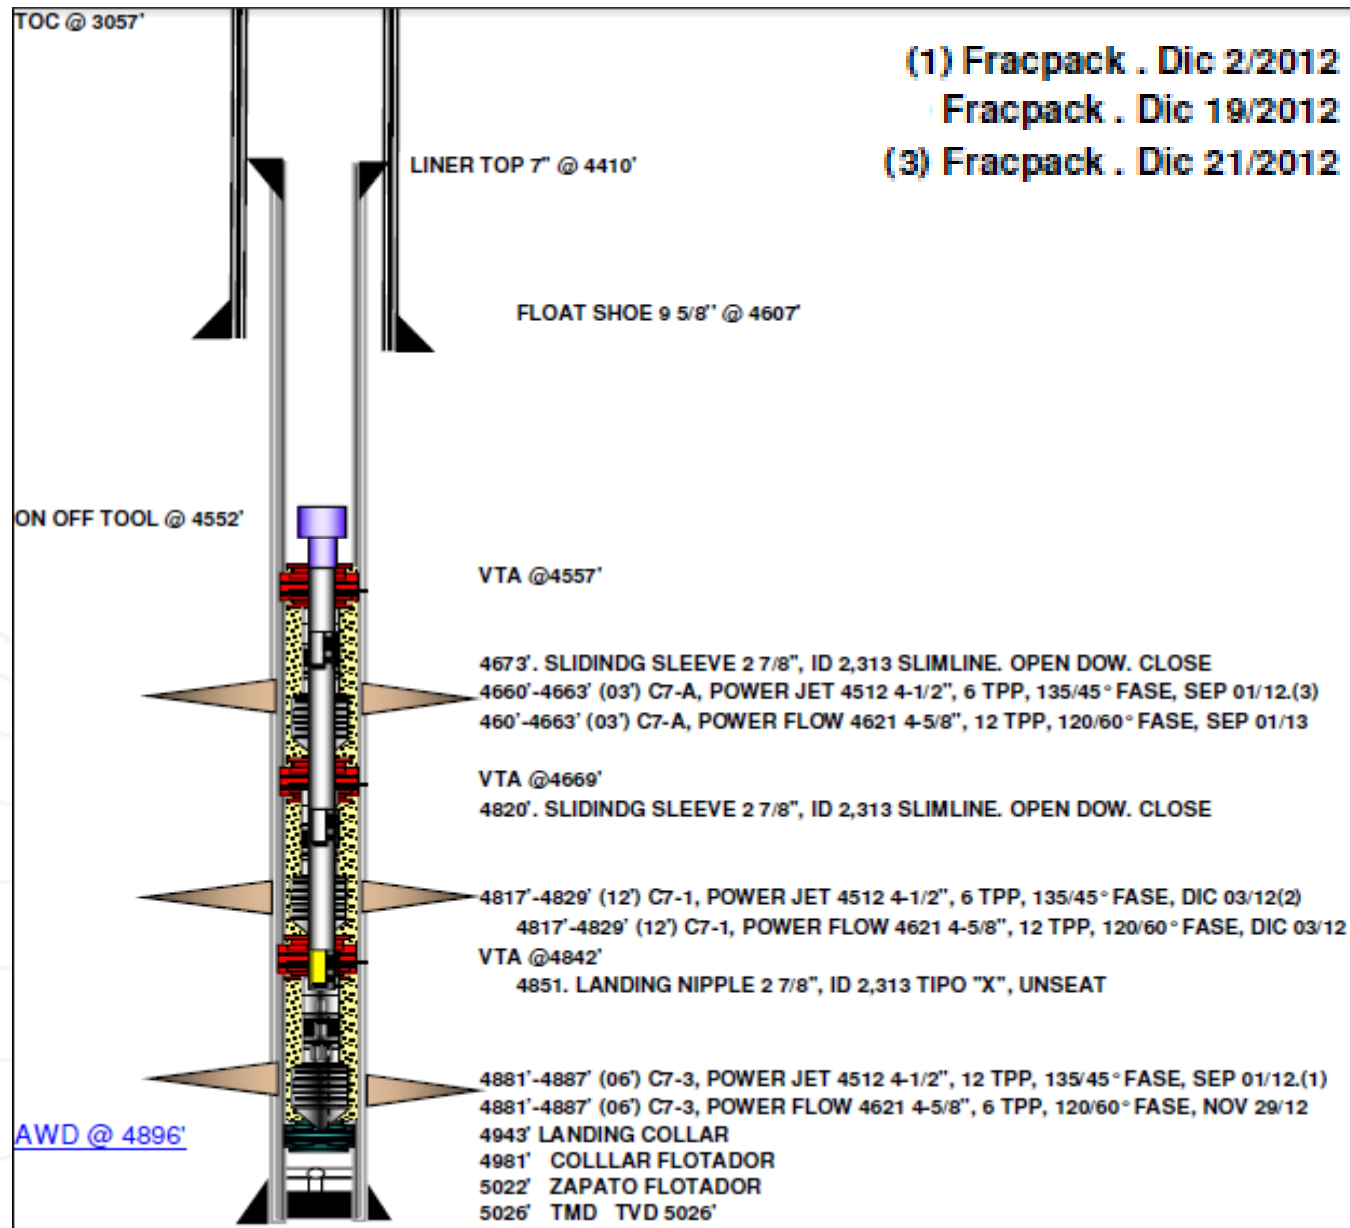 TOC @ 3057'
(1) Fracpack . Dic 2/2012
Fracpack . Dic 19/2012
(3) Fracpack . Dic 21/2012
LINER TOP 7" @ 4410'
FLOAT SHOE 9 5/8'' @ 4607'
ON OFF TOOL @ 4552'
VTA @4557'
4673'. SLIDINDG SLEEVE 2 7/8", ID 2,313 SLIMLINE. OPEN DOW. CLOSE
4660'-4663' (03') C7-A, POWER JET 4512 4-1/2", 6 TPP, 135/45° FASE, SEP 01/12.(3)
460'-4663' (03') C7-A, POWER FLOW 4621 4-5/8", 12 TPP, 120/60° FASE, SEP 01/13
VTA @4669'
4820'. SLIDINDG SLEEVE 2 7/8", ID 2,313 SLIMLINE. OPEN DOW. CLOSE
4817'-4829' (12') C7-1, POWER JET 4512 4-1/2", 6 TPP, 135/45° FASE, DIC 03/12(2)
4817'-4829' (12') C7-1, POWER FLOW 4621 4-5/8", 12 TPP, 120/60° FASE, DIC 03/12
VTA @4842'
4851. LANDING NIPPLE 2 7/8", ID 2,313 TIPO "X", UNSEAT
4881'-4887' (06') C7-3, POWER JET 4512 4-1/2", 12 TPP, 135/45° FASE, SEP 01/12.(1)
4881'-4887' (06') C7-3, POWER FLOW 4621 4-5/8", 6 TPP, 120/60° FASE, NOV 29/12
AWD @ 4896'
4943' LANDING COLLAR
4981' COLLLAR FLOTADOR
5022' ZAPATO FLOTADOR
5026' TMD TVD 5026'